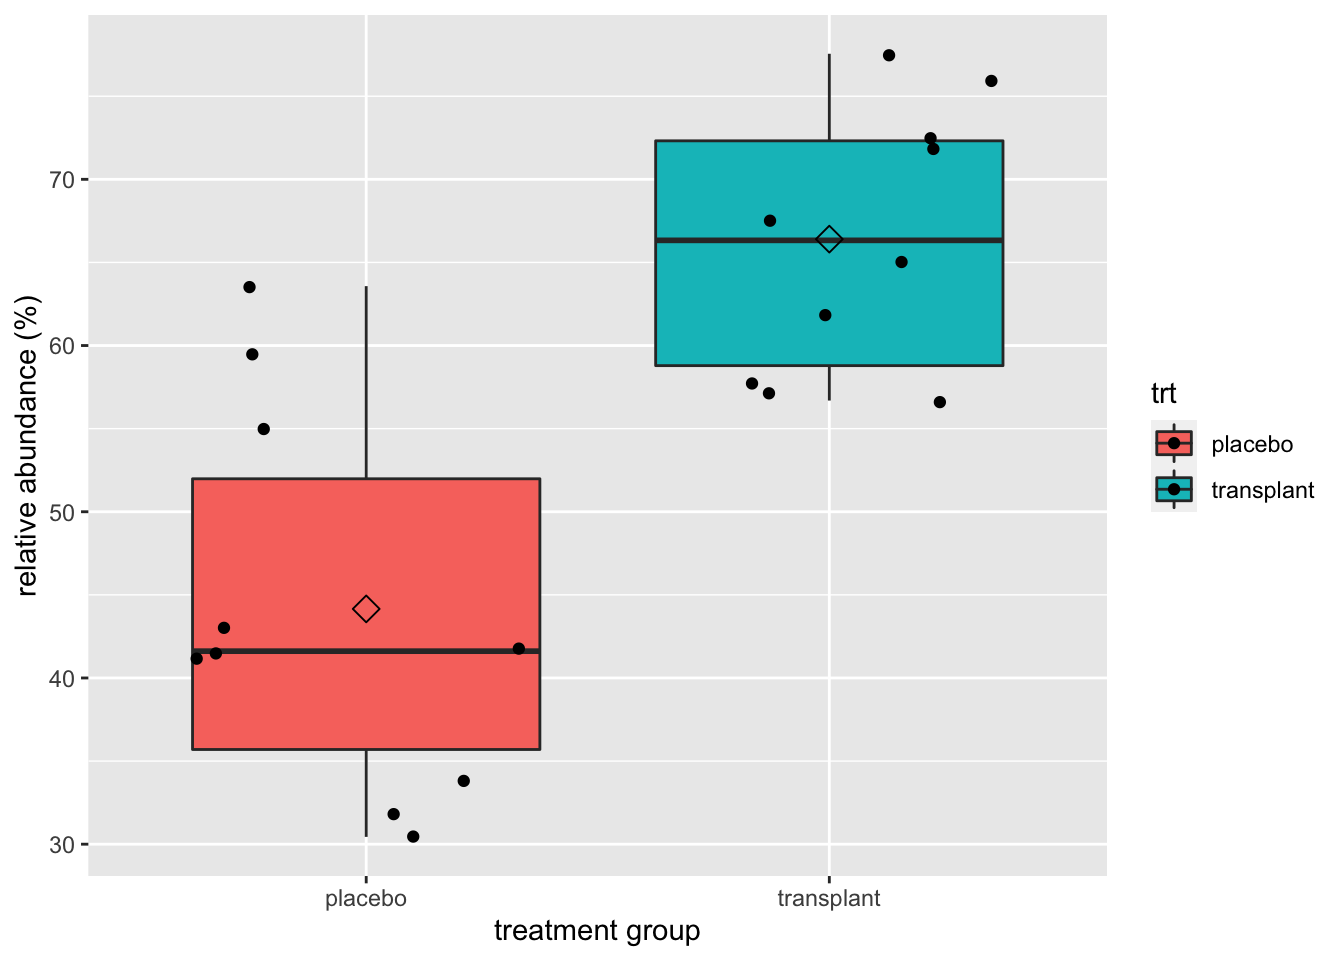 relative abundance (%)
70
60
50
40
30
placebo
transplant
treatment group
trt
placebo
transplant